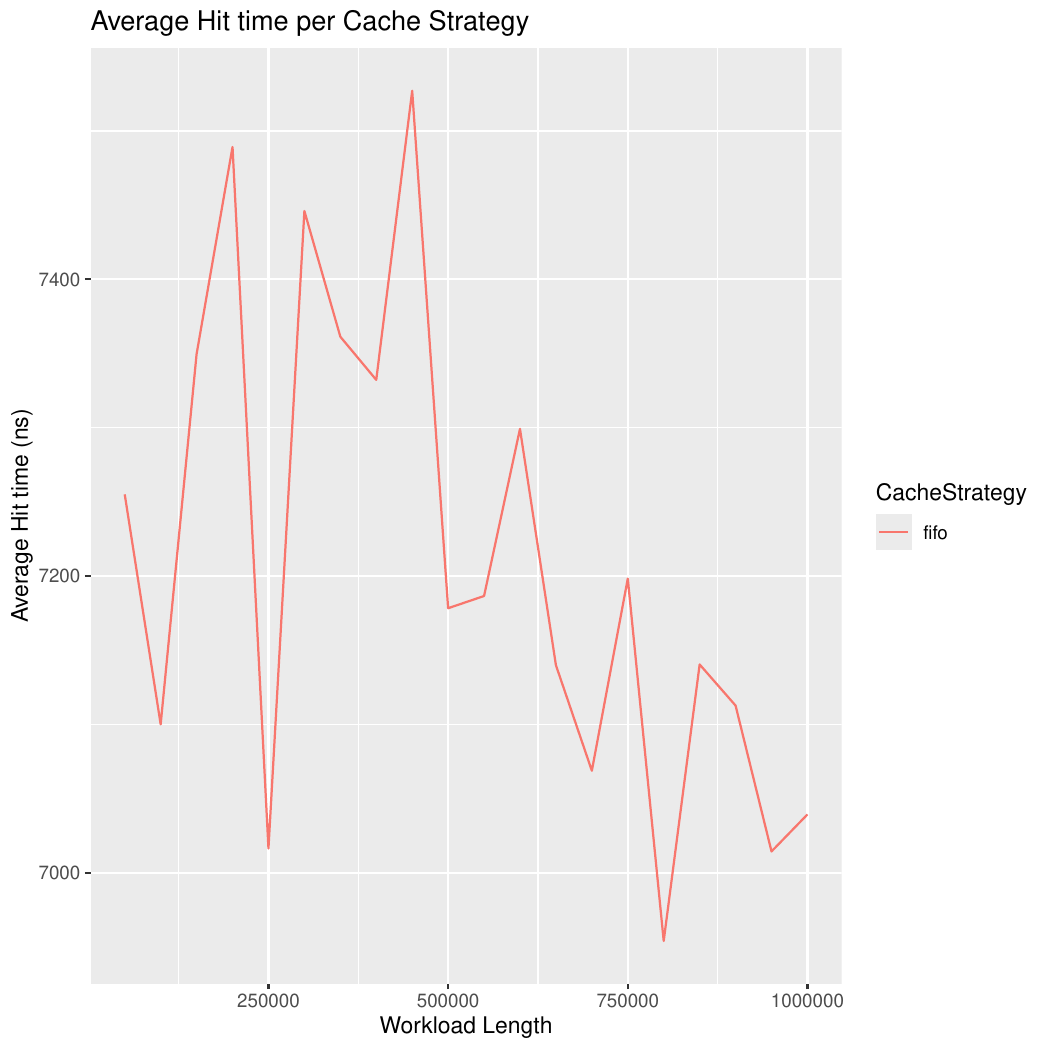 Average Hit time per Cache Strategy
Average Hit time (ns)
7400
7200
7000
250000
500000
750000
1000000
Workload Length
CacheStrategy
fifo